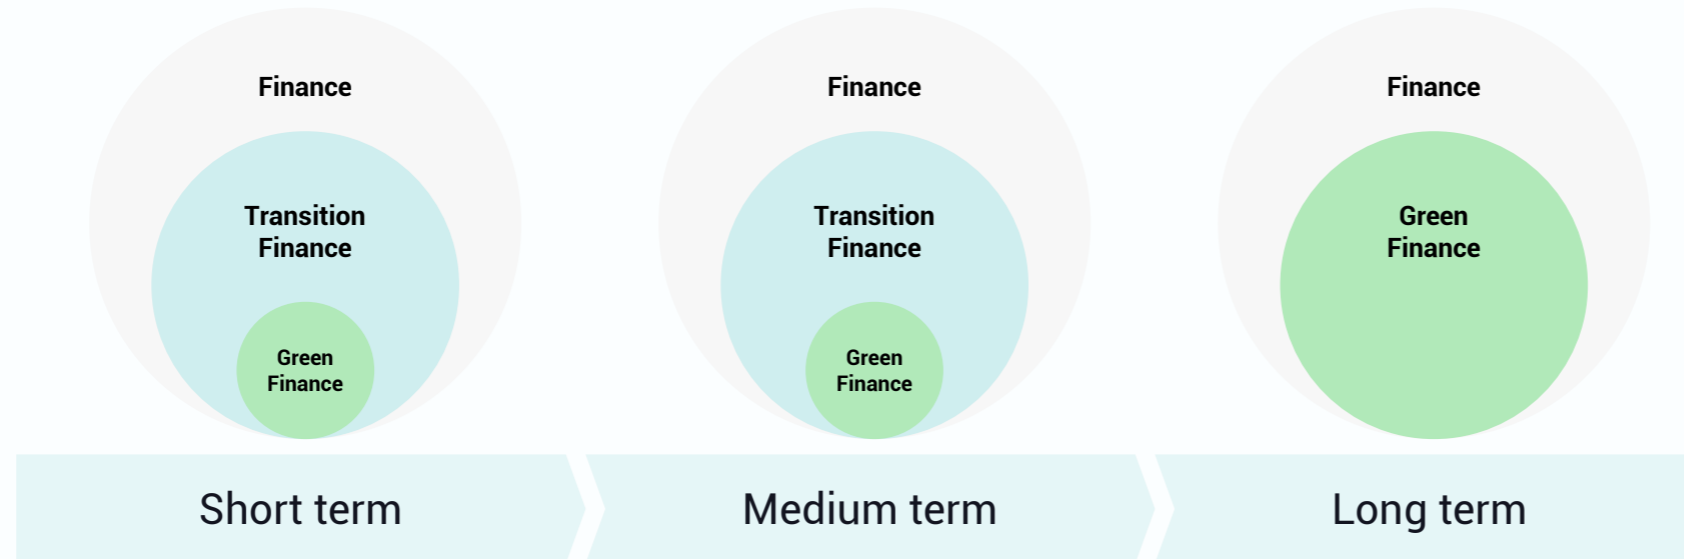 Finance
Transition
Finance
Green
Finance
Short term
Finance
Transition
Finance
Green
Finance
Medium term
Finance
Green
Finance
Long term